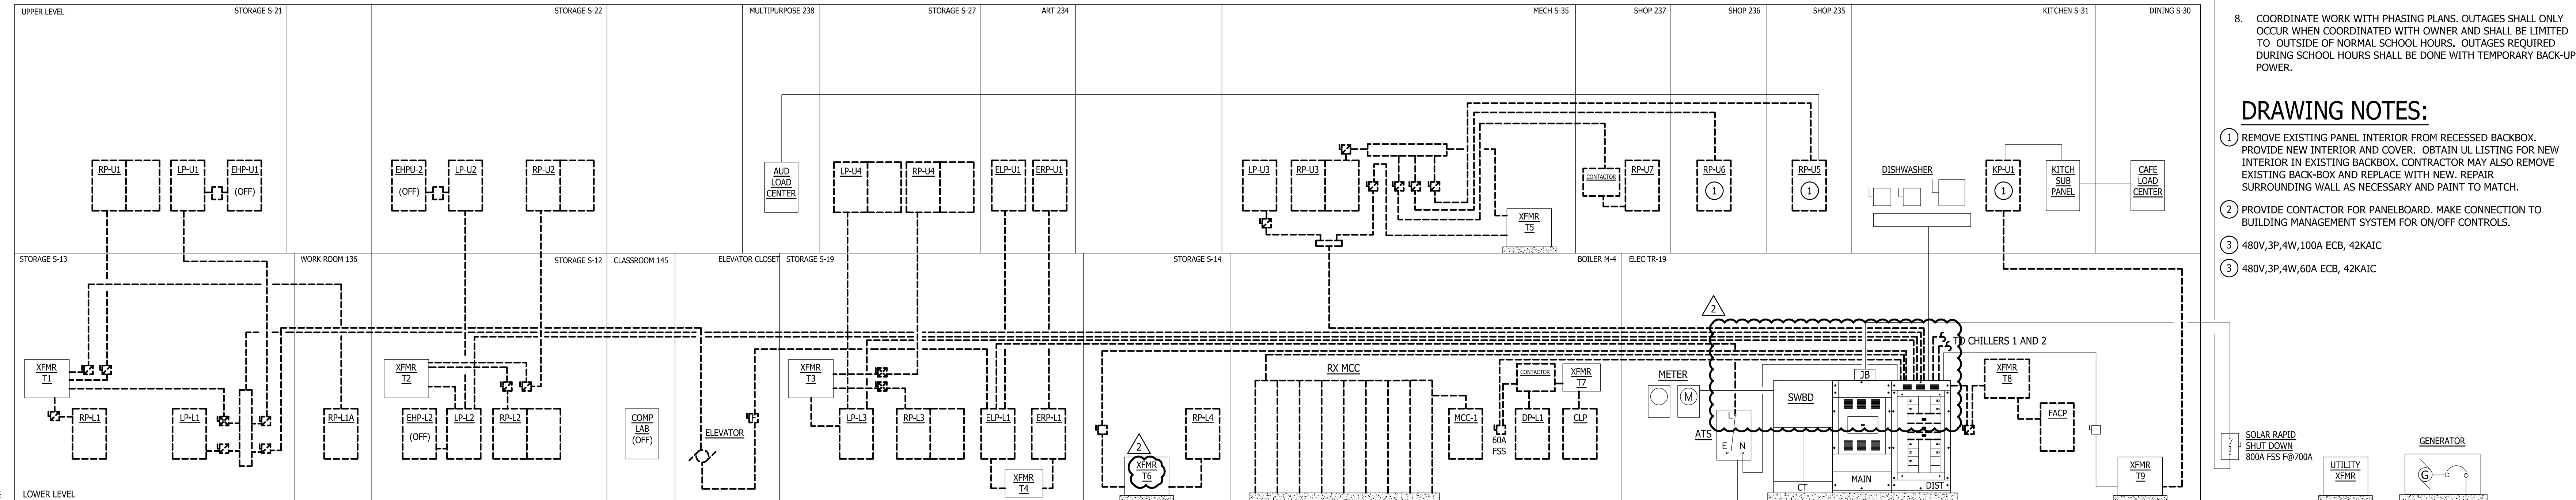 UPPER LEVEL
STORAGE S-21
STORAGE S-22
MULTIPURPOSE 238
STORAGE S-27
ART 234
MECH S-35
SHOP 237
SHOP 236
SHOP 235
KITCHEN S-31
DINING S-30
RP-U1
LP-U1
EHP-U1
(OFF)
EHPU-2
(OFF)
LP-U2
RP-U2
AUD
LOAD
CENTER
LP-U4
RP-U4
ELP-U1
ERP-U1
LP-U3
RP-U3
XFMR
T5
CONTACTOR
RP-U7
RP-U6
1
RP-U5
1
DISHWASHER
KP-U1
1
KITCH
SUB
PANEL
CAFE
LOAD
CENTER
STORAGE S-13
WORK ROOM 136
STORAGE S-12
CLASSROOM 145
ELEVATOR CLOSET
STORAGE S-19
STORAGE S-14
BOILER M-4
ELEC TR-19
XFMR
T1
RP-L1
LP-L1
RP-L1A
XFMR
T2
EHP-L2
(OFF)
LP-L2
RP-L2
COMP
LAB
(OFF)
ELEVATOR
XFMR
T3
LP-L3
RP-L3
ELP-L1
ERP-L1
XFMR
T4
2
XFMR
T6
RP-L4
RX MCC
MCC-1
60A
FSS
CONTACTOR
DP-L1
XFMR
T7
CLP
METER
M
2
ATS
L
E
N
SWBD
CT
JB
MAIN
DIST
TO CHILLERS 1 AND 2
XFMR
T8
FACP
XFMR
T9
SOLAR RAPID
SHUT DOWN
800A FSS F@700A
UTILITY
XFMR
GENERATOR
G
LOWER LEVEL
8. COORDINATE WORK WITH PHASING PLANS. OUTAGES SHALL ONLY
OCCUR WHEN COORDINATED WITH OWNER AND SHALL BE LIMITED
TO OUTSIDE OF NORMAL SCHOOL HOURS. OUTAGES REQUIRED
DURING SCHOOL HOURS SHALL BE DONE WITH TEMPORARY BACK-UP
POWER.
DRAWING NOTES:
1 REMOVE EXISTING PANEL INTERIOR FROM RECESSED BACKBOX.
PROVIDE NEW INTERIOR AND COVER. OBTAIN UL LISTING FOR NEW
INTERIOR IN EXISTING BACKBOX. CONTRACTOR MAY ALSO REMOVE
EXISTING BACK-BOX AND REPLACE WITH NEW. REPAIR
SURROUNDING WALL AS NECESSARY AND PAINT TO MATCH.
2 PROVIDE CONTACTOR FOR PANELBOARD. MAKE CONNECTION TO
BUILDING MANAGEMENT SYSTEM FOR ON/OFF CONTROLS.
3 480V,3P,4W,100A ECB, 42KAIC
3 480V,3P,4W,60A ECB, 42KAIC